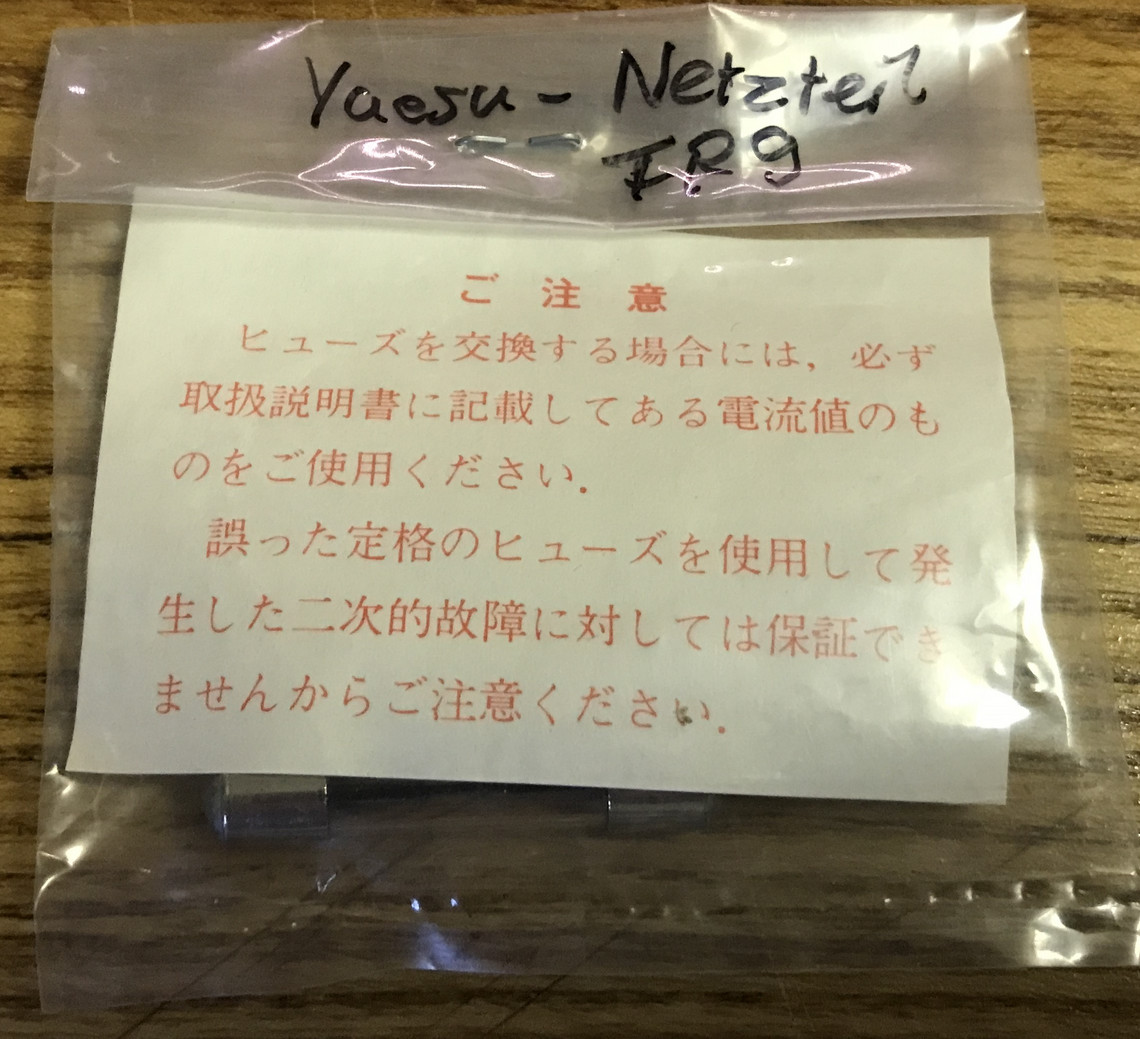 Yaesu - Netzteil
ご注意
ヒューズを交換する場合には，必ず
取扱説明書に記載してある電流値のも
のをご使用ください．
誤った定格のヒューズを使用して発
生した二次的故障に対しては保証でき
ませんからご注意ください．